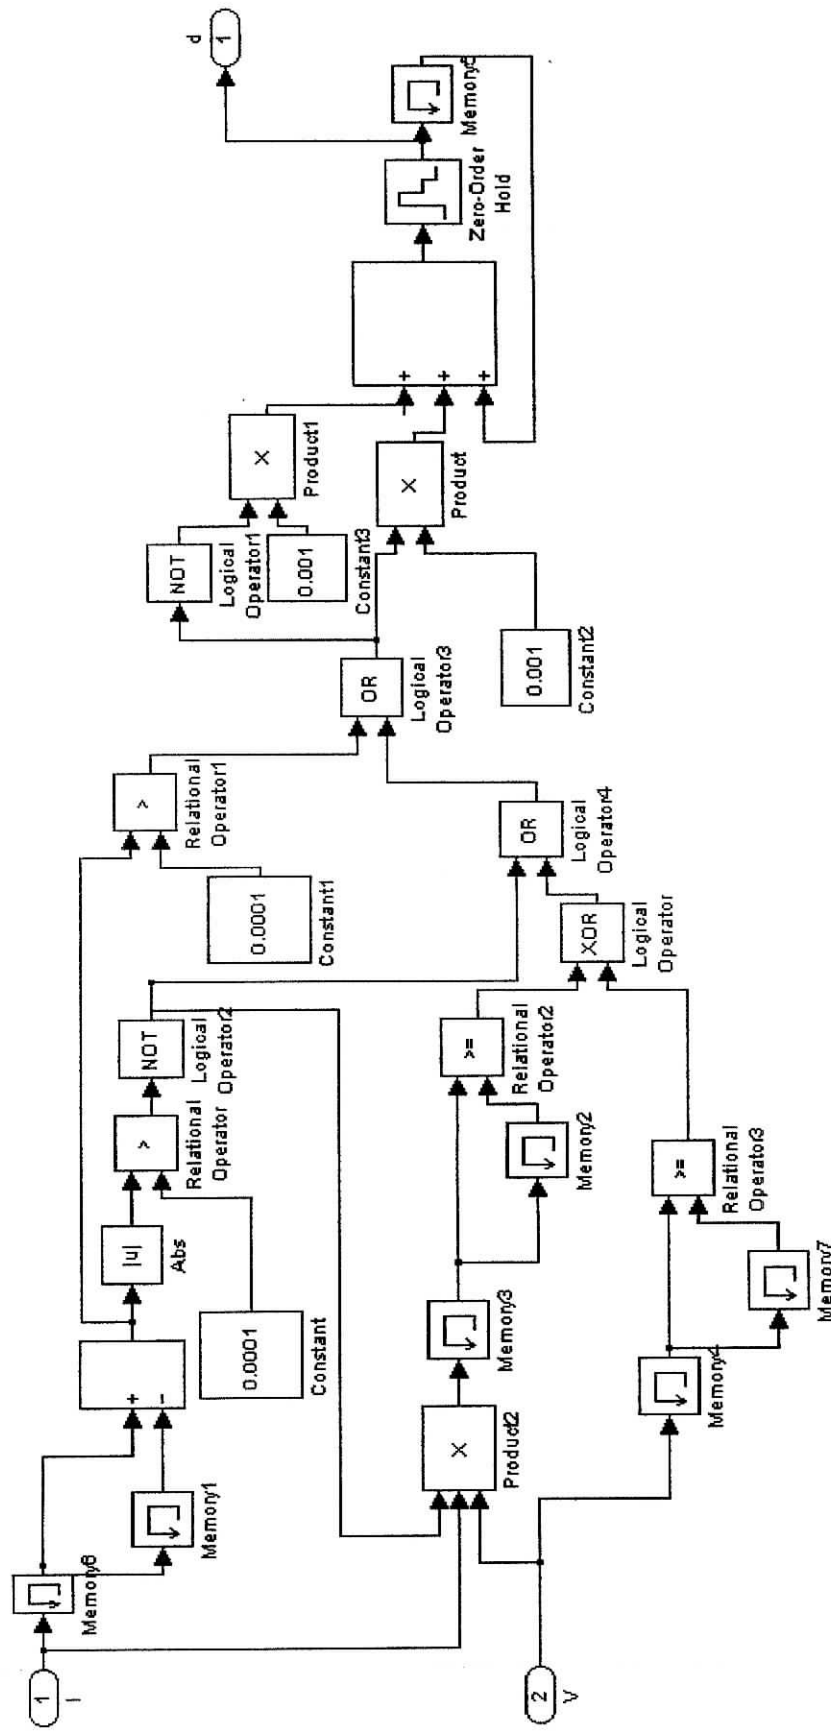 1
I
Memory6
Memory1
+
-
|u|
Abs
0.0001
Constant
>
Relational
Operator
NOT
Logical
Operator2
0.0001
Constant1
>
Relational
Operator1
2
V
X
Product2
Memory3
Memory2
>=
Relational
Operator2
Memory4
Memory7
>=
Relational
Operator3
XOR
Logical
Operator
OR
Logical
Operator4
OR
Logical
Operator3
NOT
Logical
Operator1
0.001
Constant3
X
Product1
0.001
Constant2
X
Product
+
+
+
Zero-Order
Hold
Memory5
1
d